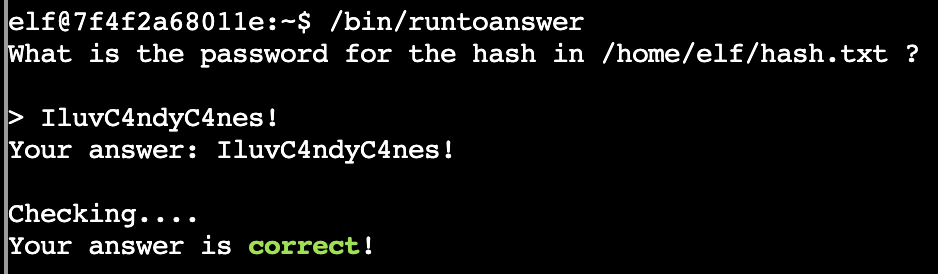 elf@7f4f2a68011e:~$ /bin/runtoanswer
What is the password for the hash in /home/elf/hash.txt ?
> IluvC4ndyC4nes!
Your answer: IluvC4ndyC4nes!
Checking....
Your answer is correct!